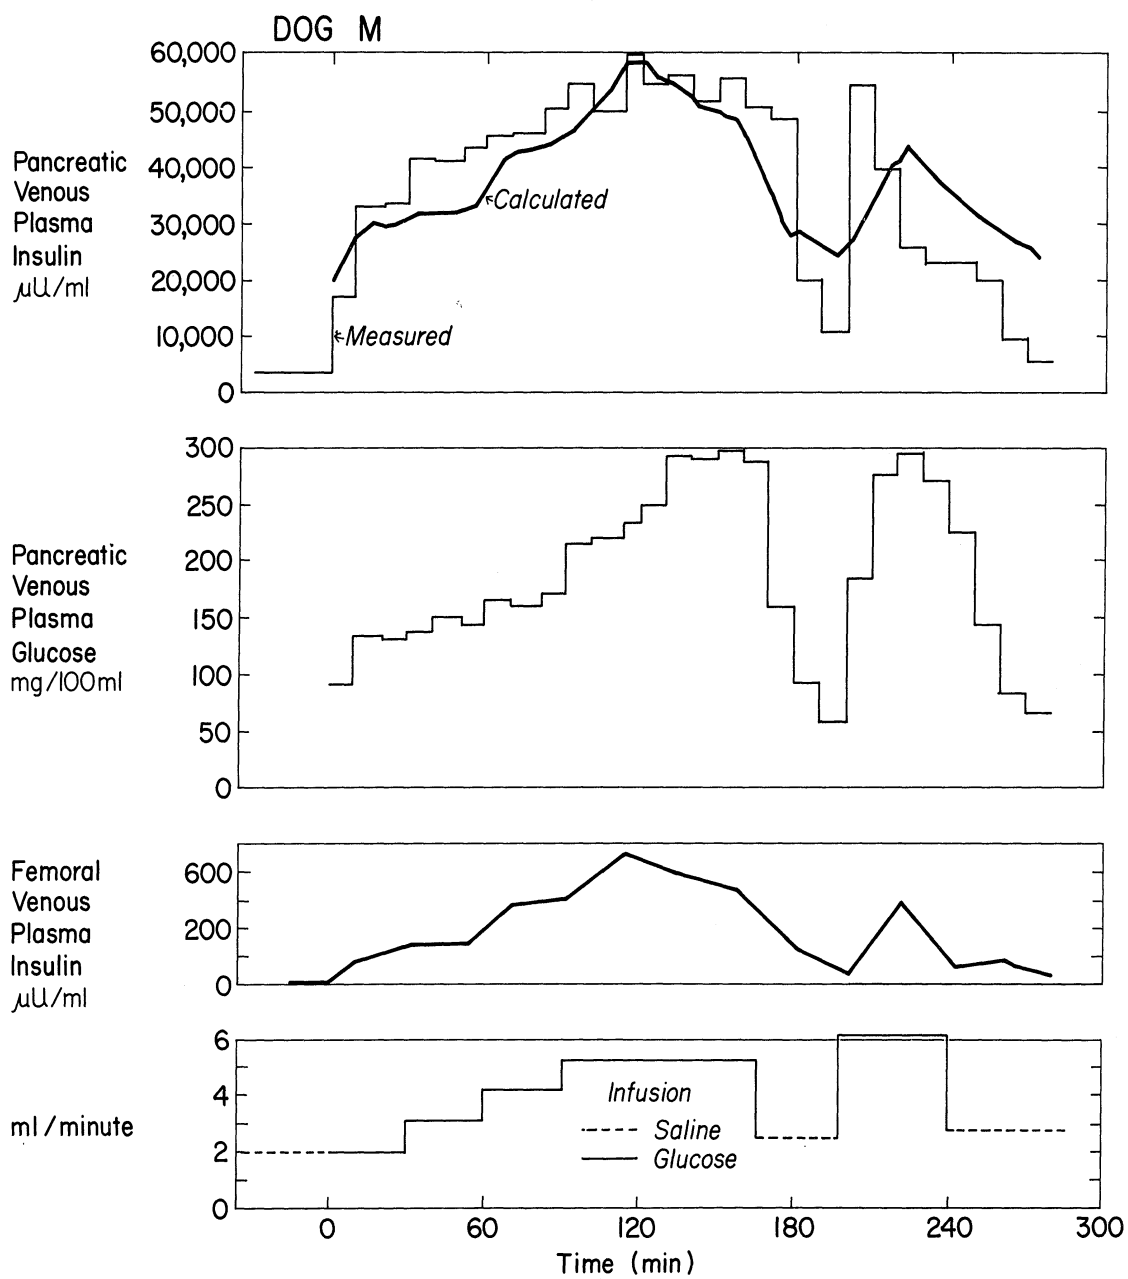 DOG M
60,000
50,000
40,000
30,000
20,000
10,000
0
Pancreatic
Venous
Plasma
Insulin
μU/ml
Calculated
Measured
300
250
200
150
100
50
0
Pancreatic
Venous
Plasma
Glucose
mg/100ml
600
200
0
Femoral
Venous
Plasma
Insulin
μU/ml
6
4
2
0
ml/minute
Infusion
Saline
Glucose
0 60 120 180 240 300
Time (min)